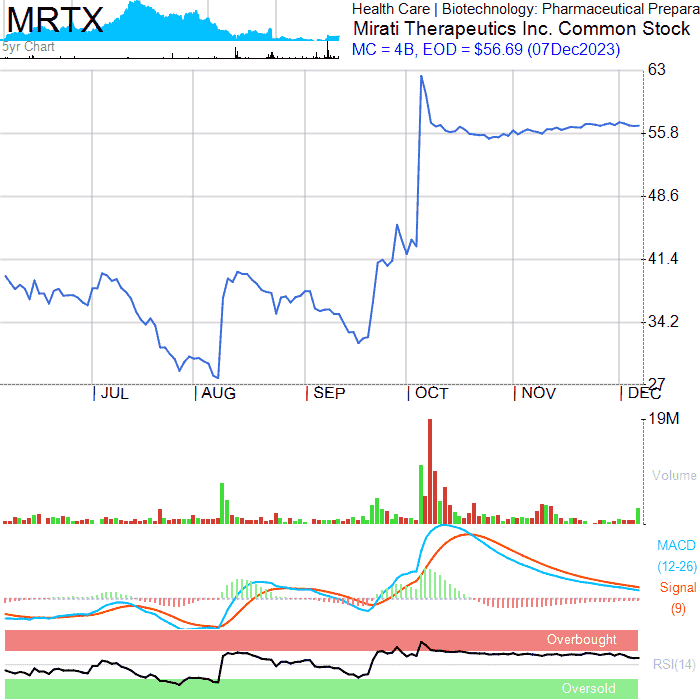 MRTX
5yr Chart
Health Care | Biotechnology: Pharmaceutical Prepara
Mirati Therapeutics Inc. Common Stock
MC = 4B, EOD = $56.69 (07Dec2023)
63
55.8
48.6
41.4
34.2
27
JUL AUG SEP OCT NOV DEC
19M
Volume
MACD
(12-26)
Signal
(9)
Overbought
RSI(14)
Oversold